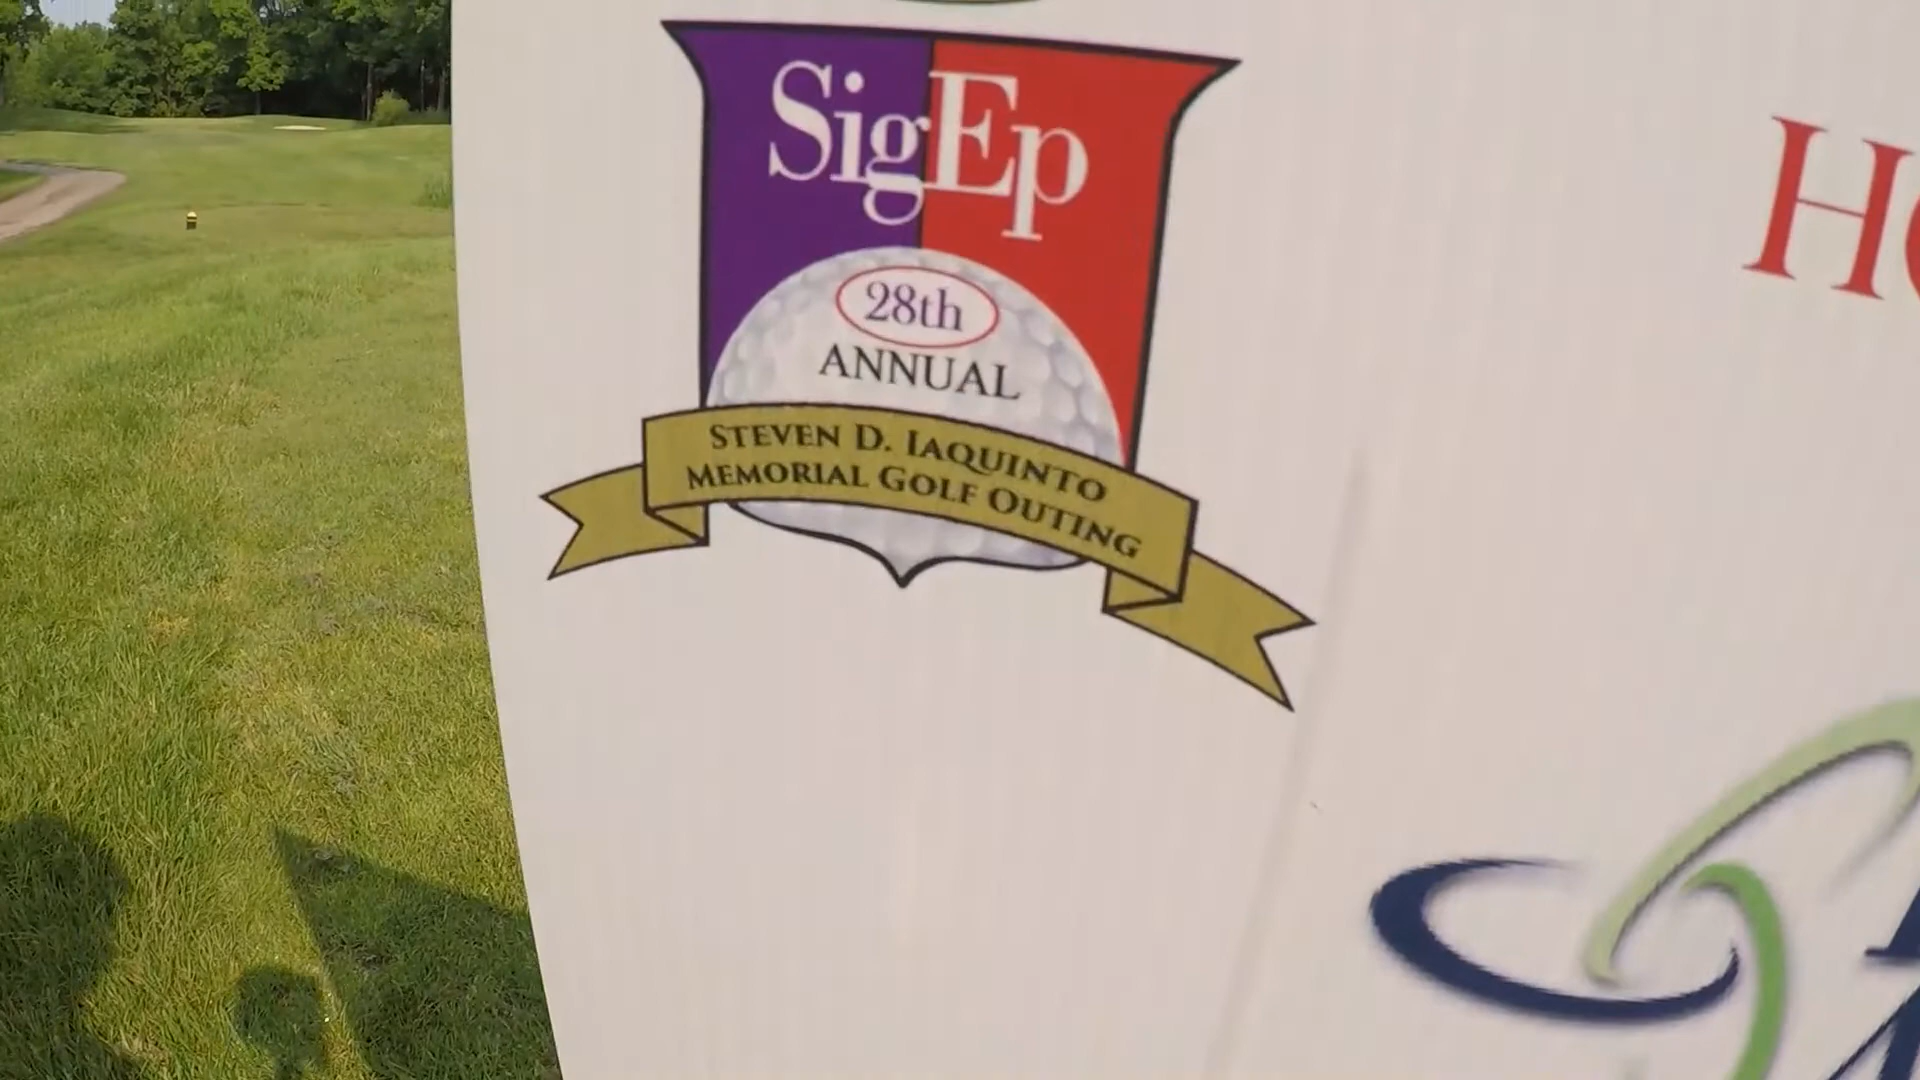 SigEp
28th
ANNUAL
STEVEN D. IAQUINTO
MEMORIAL GOLF OUTING